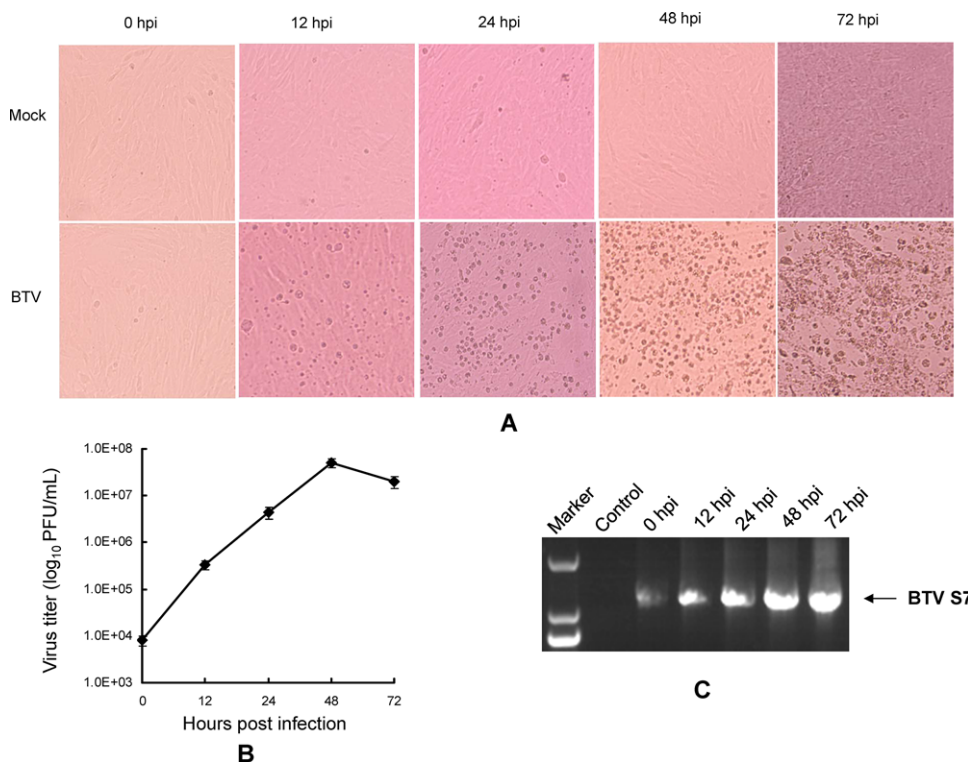 0 hpi 12 hpi 24 hpi 48 hpi 72 hpi
Mock
BTV
A
1.0E+08
1.0E+07
1.0E+06
1.0E+05
1.0E+04
1.0E+03
Virus titer (log10 PFU/mL)
0 12 24 48 72
Hours post infection
B
Marker Control 0 hpi 12 hpi 24 hpi 48 hpi 72 hpi
BTV S7
C